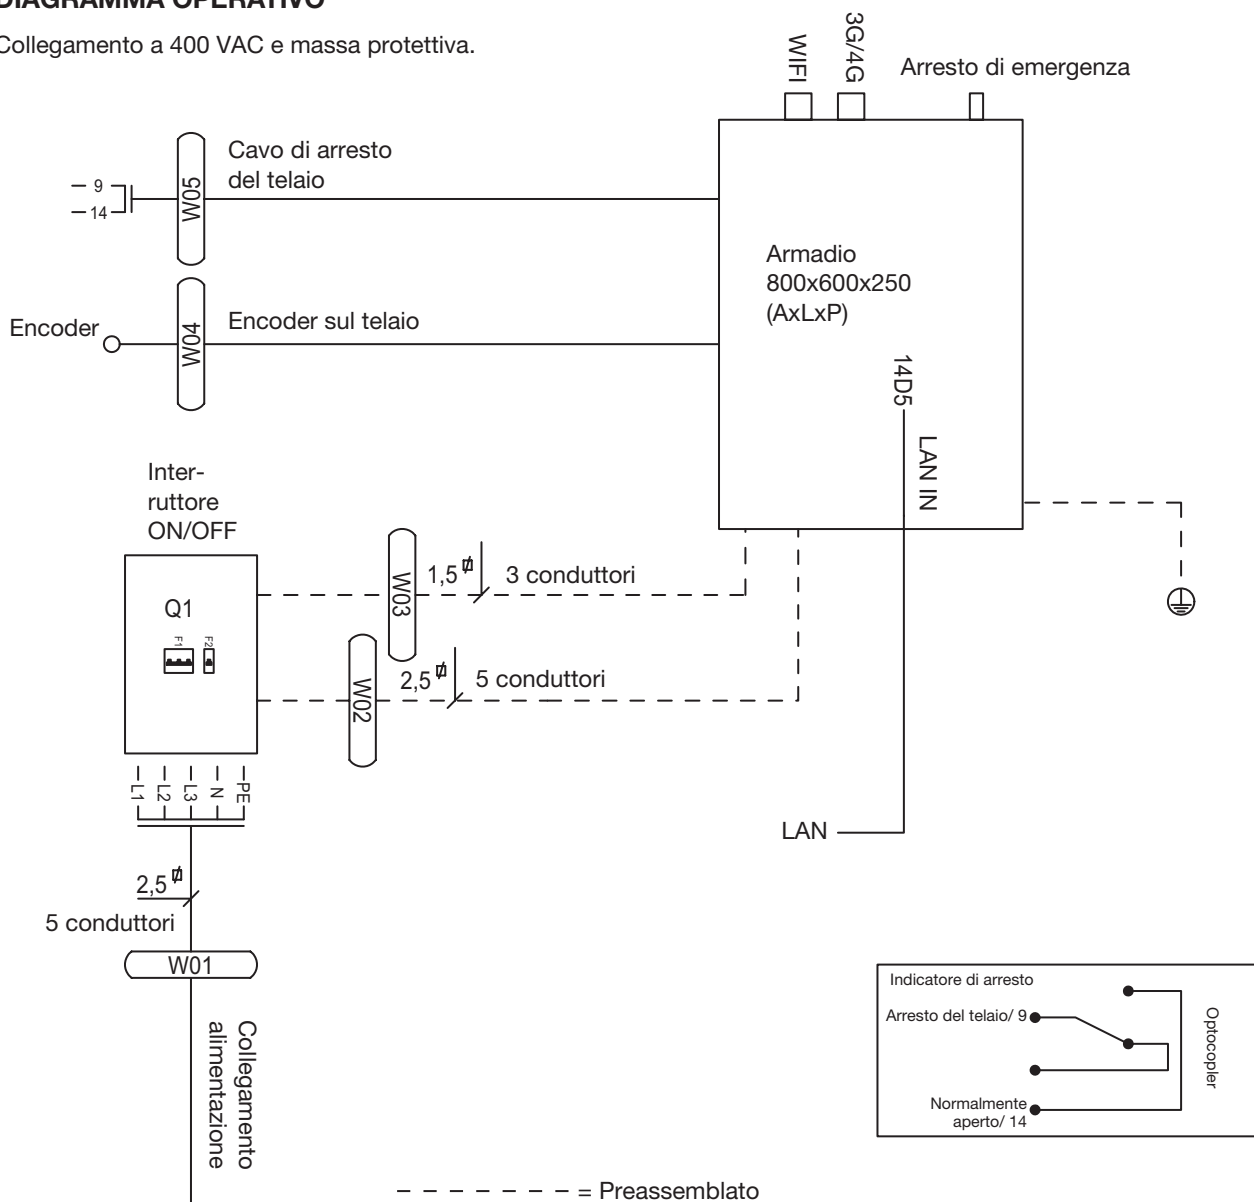 DIAGRAMMA OPERATIVO
Collegamento a 400 VAC e massa protettiva.
WIFI
3G/4G
Arresto di emergenza
Cavo di arresto
del telaio
9
14
W05
Armadio
800x600x250
(AxLxP)
Encoder
W04
Encoder sul telaio
14D5
LAN IN
Inter-
ruttore
ON/OFF
Q1
F1
F2
W03
1,5
3 conduttori
W02
2,5
5 conduttori
L1
L2
L3
N
PE
LAN
2,5
5 conduttori
W01
Collegamento
alimentazione
Indicatore di arresto
Arresto del telaio/ 9
Normalmente
aperto/ 14
Optocopler
= Preassemblato